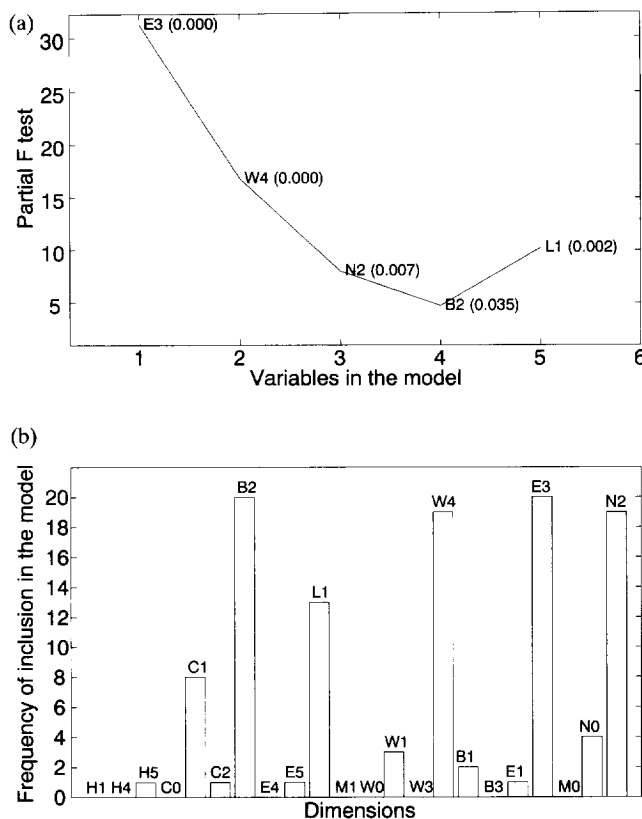 (a)
Partial F test
30
25
20
15
10
5
E3 (0.000)
W4 (0.000)
N2 (0.007)
B2 (0.035)
L1 (0.002)
1 2 3 4 5 6
Variables in the model
(b)
Frequency of inclusion in the model
20
18
16
14
12
10
8
6
4
2
0
H1 H4 H5 C0 C1 C2 B2 E4 E5 L1 M1 W0 W1 W3 W4 B1 B3 E1 E3 M0 N0 N2
Dimensions